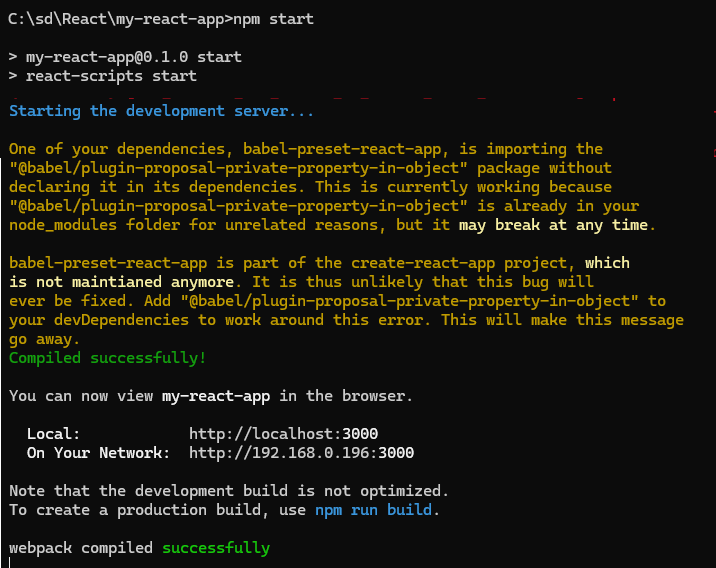 C:\sd\React\my-react-app>npm start
> my-react-app@0.1.0 start
> react-scripts start
Starting the development server...
One of your dependencies, babel-preset-react-app, is importing the
"@babel/plugin-proposal-private-property-in-object" package without
declaring it in its dependencies. This is currently working because
"@babel/plugin-proposal-private-property-in-object" is already in your
node_modules folder for unrelated reasons, but it may break at any time.
babel-preset-react-app is part of the create-react-app project, which
is not maintianed anymore. It is thus unlikely that this bug will
ever be fixed. Add "@babel/plugin-proposal-private-property-in-object" to
your devDependencies to work around this error. This will make this message
go away.
Compiled successfully!
You can now view my-react-app in the browser.
Local: http://localhost:3000
On Your Network: http://192.168.0.196:3000
Note that the development build is not optimized.
To create a production build, use npm run build.
webpack compiled successfully